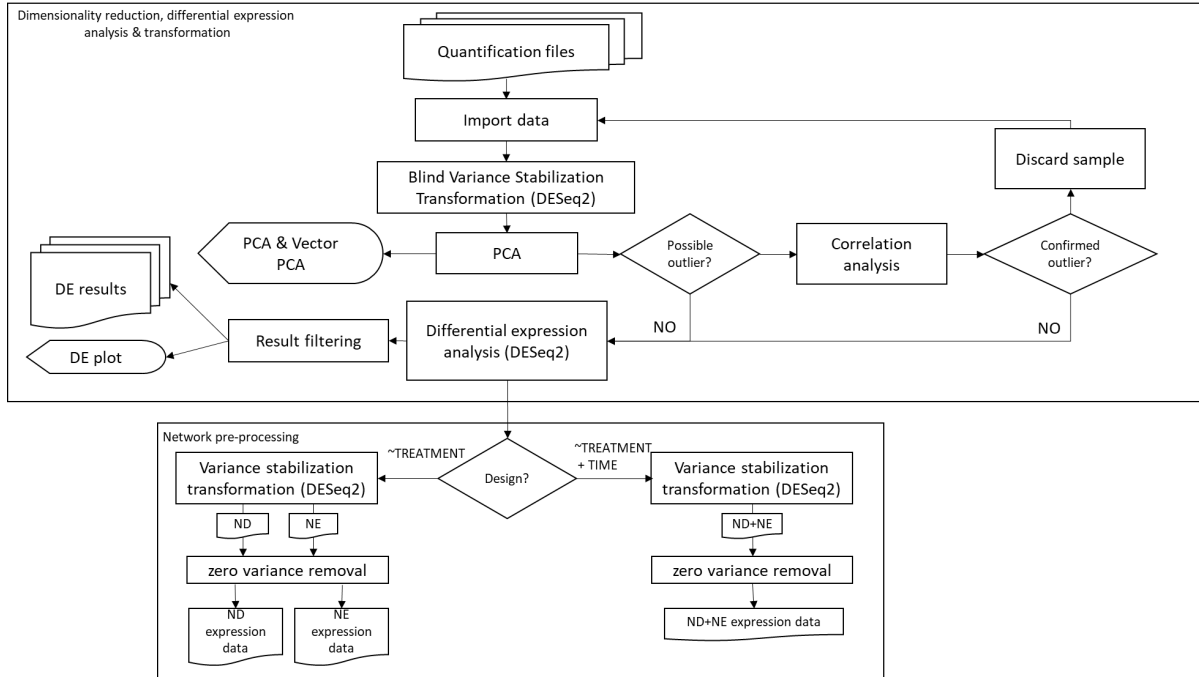 Dimensionality reduction, differential expression
analysis & transformation
Quantification files
Import data
Discard sample
Blind Variance Stabilization
Transformation (DESeq2)
PCA & Vector
PCA
PCA
Possible
outlier?
Correlation
analysis
Confirmed
outlier?
DE results
NO
NO
Differential expression
analysis (DESeq2)
Result filtering
DE plot
Network pre-processing
~TREATMENT
Design?
~TREATMENT
+ TIME
Variance stabilization
transformation (DESeq2)
Variance stabilization
transformation (DESeq2)
ND
NE
ND+NE
zero variance removal
zero variance removal
ND
expression
data
NE
expression
data
ND+NE expression data